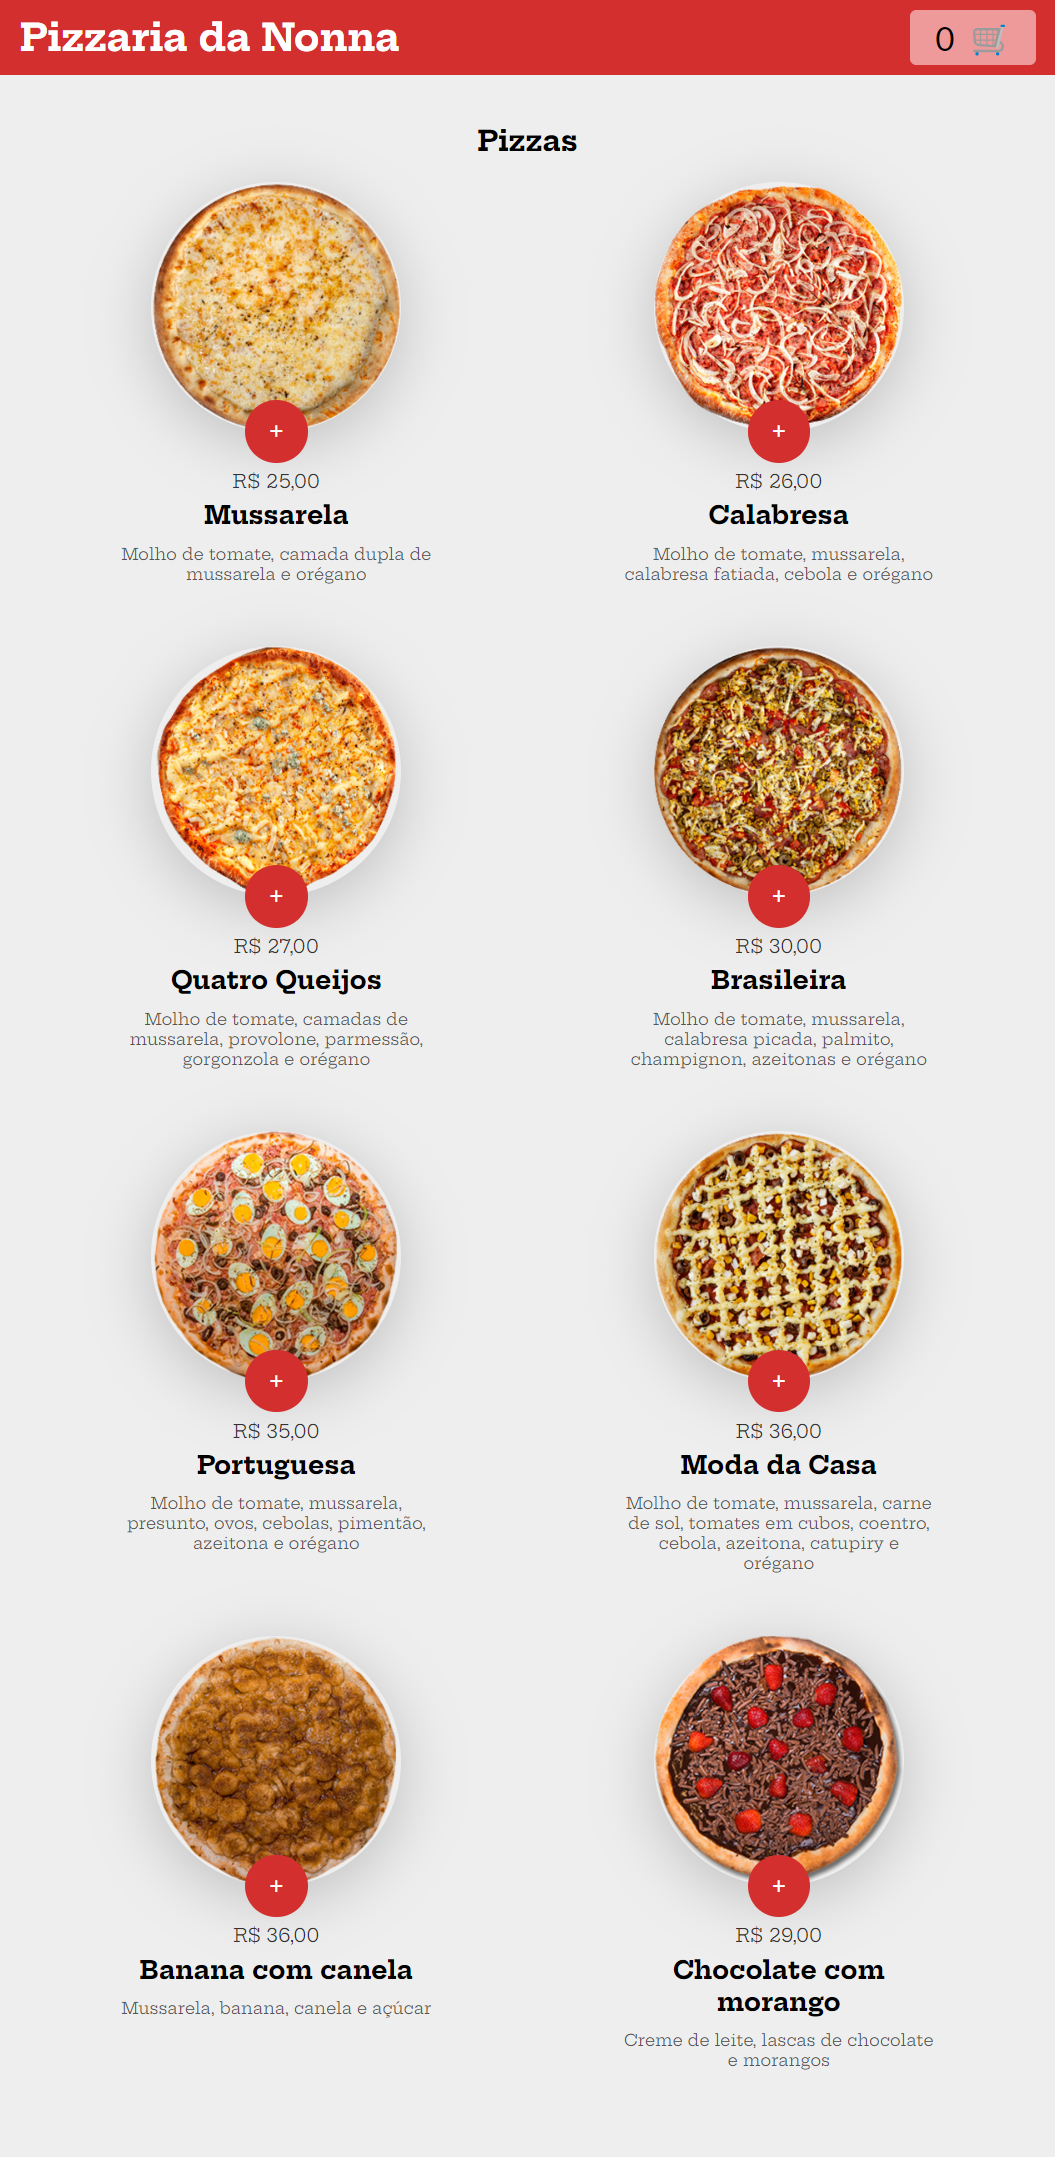 Pizzaria da Nonna
0
Pizzas
+
R$ 25,00
Mussarela
Molho de tomate, camada dupla de
mussarela e orégano
+
R$ 26,00
Calabresa
Molho de tomate, mussarela,
calabresa fatiada, cebola e orégano
+
R$ 27,00
Quatro Queijos
Molho de tomate, camadas de
mussarela, provolone, parmessão,
gorgonzola e orégano
+
R$ 30,00
Brasileira
Molho de tomate, mussarela,
calabresa picada, palmito,
champignon, azeitonas e orégano
+
R$ 35,00
Portuguesa
Molho de tomate, mussarela,
presunto, ovos, cebolas, pimentão,
azeitona e orégano
+
R$ 36,00
Moda da Casa
Molho de tomate, mussarela, carne
de sol, tomates em cubos, coentro,
cebola, azeitona, catupiry e
orégano
+
R$ 36,00
Banana com canela
Mussarela, banana, canela e açúcar
+
R$ 29,00
Chocolate com
morango
Creme de leite, lascas de chocolate
e morangos